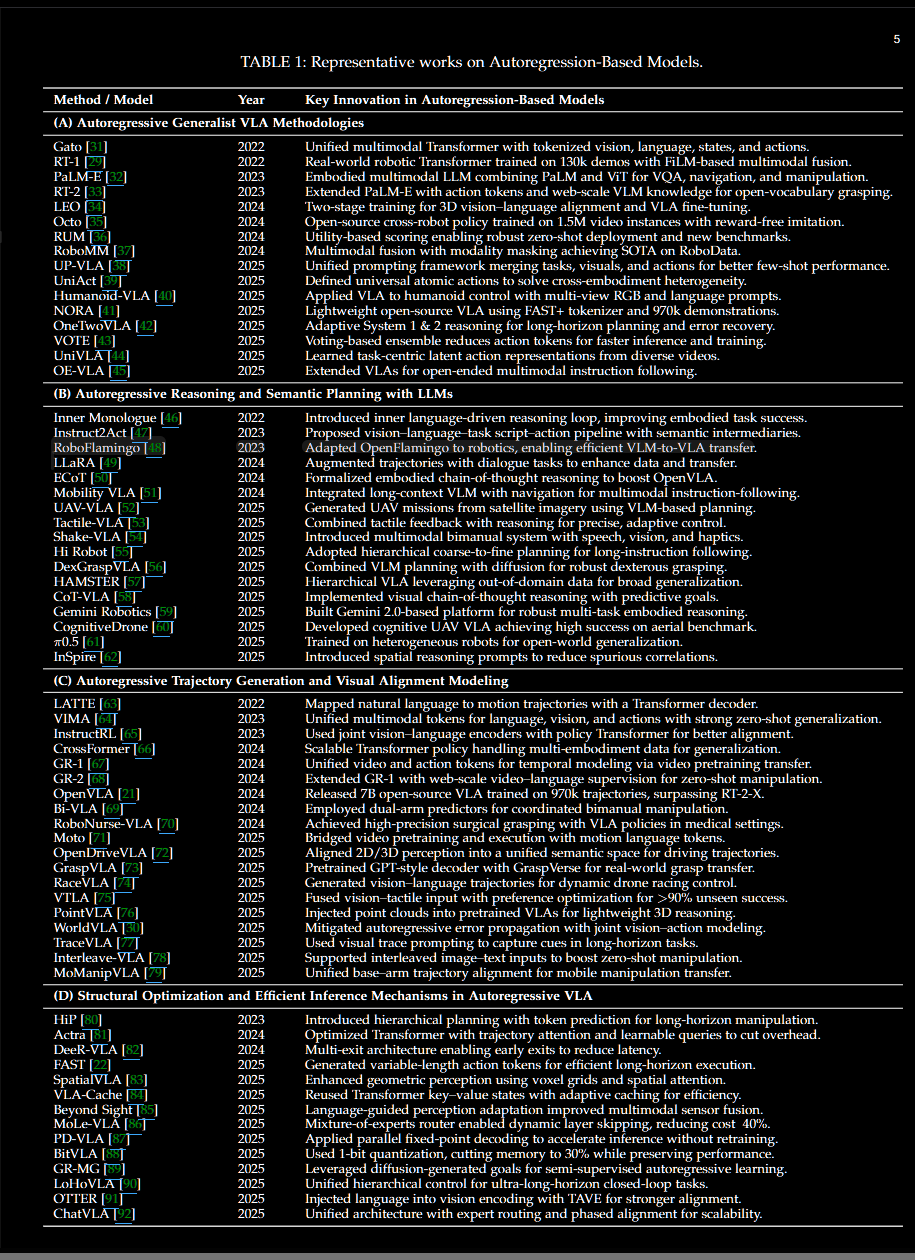 5
TABLE 1: Representative works on Autoregression-Based Models.
Method / Model Year Key Innovation in Autoregression-Based Models
(A) Autoregressive Generalist VLA Methodologies
Gato [31] 2022 Unified multimodal Transformer with tokenized vision, language, states, and actions.
RT-1 [29] 2022 Real-world robotic Transformer trained on 130k demos with FiLM-based multimodal fusion.
PaLM-E [32] 2023 Embodied multimodal LLM combining PaLM and ViT for VQA, navigation, and manipulation.
RT-2 [33] 2023 Extended PaLM-E with action tokens and web-scale VLM knowledge for open-vocabulary grasping.
LEO [34] 2024 Two-stage training for 3D vision–language alignment and VLA fine-tuning.
Octo [35] 2024 Open-source cross-robot policy trained on 1.5M video instances with reward-free imitation.
RUM [36] 2024 Utility-based scoring enabling robust zero-shot deployment and new benchmarks.
RoboMM [37] 2024 Multimodal fusion with modality masking achieving SOTA on RoboData.
UP-VLA [38] 2025 Unified prompting framework merging tasks, visuals, and actions for better few-shot performance.
UniAct [39] 2025 Defined universal atomic actions to solve cross-embodiment heterogeneity.
Humanoid-VLA [40] 2025 Applied VLA to humanoid control with multi-view RGB and language prompts.
NORA [41] 2025 Lightweight open-source VLA using FAST+ tokenizer and 970k demonstrations.
OneTwoVLA [42] 2025 Adaptive System 1 & 2 reasoning for long-horizon planning and error recovery.
VOTE [43] 2025 Voting-based ensemble reduces action tokens for faster inference and training.
UniVLA [44] 2025 Learned task-centric latent action representations from diverse videos.
OE-VLA [45] 2025 Extended VLAs for open-ended multimodal instruction following.
(B) Autoregressive Reasoning and Semantic Planning with LLMs
Inner Monologue [46] 2022 Introduced inner language-driven reasoning loop, improving embodied task success.
Instruct2Act [47] 2023 Proposed vision–language–task script–action pipeline with semantic intermediaries.
RoboFlamingo [48] 2023 Adapted OpenFlamingo to robotics, enabling efficient VLM-to-VLA transfer.
LLaRA [49] 2024 Augmented trajectories with dialogue tasks to enhance data and transfer.
ECoT [50] 2024 Formalized embodied chain-of-thought reasoning to boost OpenVLA.
Mobility VLA [51] 2024 Integrated long-context VLM with navigation for multimodal instruction-following.
UAV-VLA [52] 2025 Generated UAV missions from satellite imagery using VLM-based planning.
Tactile-VLA [53] 2025 Combined tactile feedback with reasoning for precise, adaptive control.
Shake-VLA [54] 2025 Introduced multimodal bimanual system with speech, vision, and haptics.
Hi Robot [55] 2025 Adopted hierarchical coarse-to-fine planning for long-instruction following.
DexGraspVLA [56] 2025 Combined VLM planning with diffusion for robust dexterous grasping.
HAMSTER [57] 2025 Hierarchical VLA leveraging out-of-domain data for broad generalization.
CoT-VLA [58] 2025 Implemented visual chain-of-thought reasoning with predictive goals.
Gemini Robotics [59] 2025 Built Gemini 2.0-based platform for robust multi-task embodied reasoning.
CognitiveDrone [60] 2025 Developed cognitive UAV VLA achieving high success on aerial benchmark.
π0.5 [61] 2025 Trained on heterogeneous robots for open-world generalization.
InSpire [62] 2025 Introduced spatial reasoning prompts to reduce spurious correlations.
(C) Autoregressive Trajectory Generation and Visual Alignment Modeling
LATTE [63] 2022 Mapped natural language to motion trajectories with a Transformer decoder.
VIMA [64] 2023 Unified multimodal tokens for language, vision, and actions with strong zero-shot generalization.
InstructRL [65] 2023 Used joint vision–language encoders with policy Transformer for better alignment.
CrossFormer [66] 2024 Scalable Transformer policy handling multi-embodiment data for generalization.
GR-1 [67] 2024 Unified video and action tokens for temporal modeling via video pretraining transfer.
GR-2 [68] 2024 Extended GR-1 with web-scale video–language supervision for zero-shot manipulation.
OpenVLA [21] 2024 Released 7B open-source VLA trained on 970k trajectories, surpassing RT-2-X.
Bi-VLA [69] 2024 Employed dual-arm predictors for coordinated bimanual manipulation.
RoboNurse-VLA [70] 2024 Achieved high-precision surgical grasping with VLA policies in medical settings.
Moto [71] 2025 Bridged video pretraining and execution with motion language tokens.
OpenDriveVLA [72] 2025 Aligned 2D/3D perception into a unified semantic space for driving trajectories.
GraspVLA [73] 2025 Pretrained GPT-style decoder with GraspVerse for real-world grasp transfer.
RaceVLA [74] 2025 Generated vision–language trajectories for dynamic drone racing control.
VTLA [75] 2025 Fused vision–tactile input with preference optimization for >90% unseen success.
PointVLA [76] 2025 Injected point clouds into pretrained VLAs for lightweight 3D reasoning.
WorldVLA [30] 2025 Mitigated autoregressive error propagation with joint vision–action modeling.
TraceVLA [77] 2025 Used visual trace prompting to capture cues in long-horizon tasks.
Interleave-VLA [78] 2025 Supported interleaved image–text inputs to boost zero-shot manipulation.
MoManipVLA [79] 2025 Unified base–arm trajectory alignment for mobile manipulation transfer.
(D) Structural Optimization and Efficient Inference Mechanisms in Autoregressive VLA
HiP [80] 2023 Introduced hierarchical planning with token prediction for long-horizon manipulation.
Actra [81] 2024 Optimized Transformer with trajectory attention and learnable queries to cut overhead.
DeeR-VLA [82] 2024 Multi-exit architecture enabling early exits to reduce latency.
FAST [22] 2025 Generated variable-length action tokens for efficient long-horizon execution.
SpatialVLA [83] 2025 Enhanced geometric perception using voxel grids and spatial attention.
VLA-Cache [84] 2025 Reused Transformer key–value states with adaptive caching for efficiency.
Beyond Sight [85] 2025 Language-guided perception adaptation improved multimodal sensor fusion.
MoLe-VLA [86] 2025 Mixture-of-experts router enabled dynamic layer skipping, reducing cost 40%.
PD-VLA [87] 2025 Applied parallel fixed-point decoding to accelerate inference without retraining.
BitVLA [88] 2025 Used 1-bit quantization, cutting memory to 30% while preserving performance.
GR-MG [89] 2025 Leveraged diffusion-generated goals for semi-supervised autoregressive learning.
LoHoVLA [90] 2025 Unified hierarchical control for ultra-long-horizon closed-loop tasks.
OTTER [91] 2025 Injected language into vision encoding with TAVE for stronger alignment.
ChatVLA [92] 2025 Unified architecture with expert routing and phased alignment for scalability.